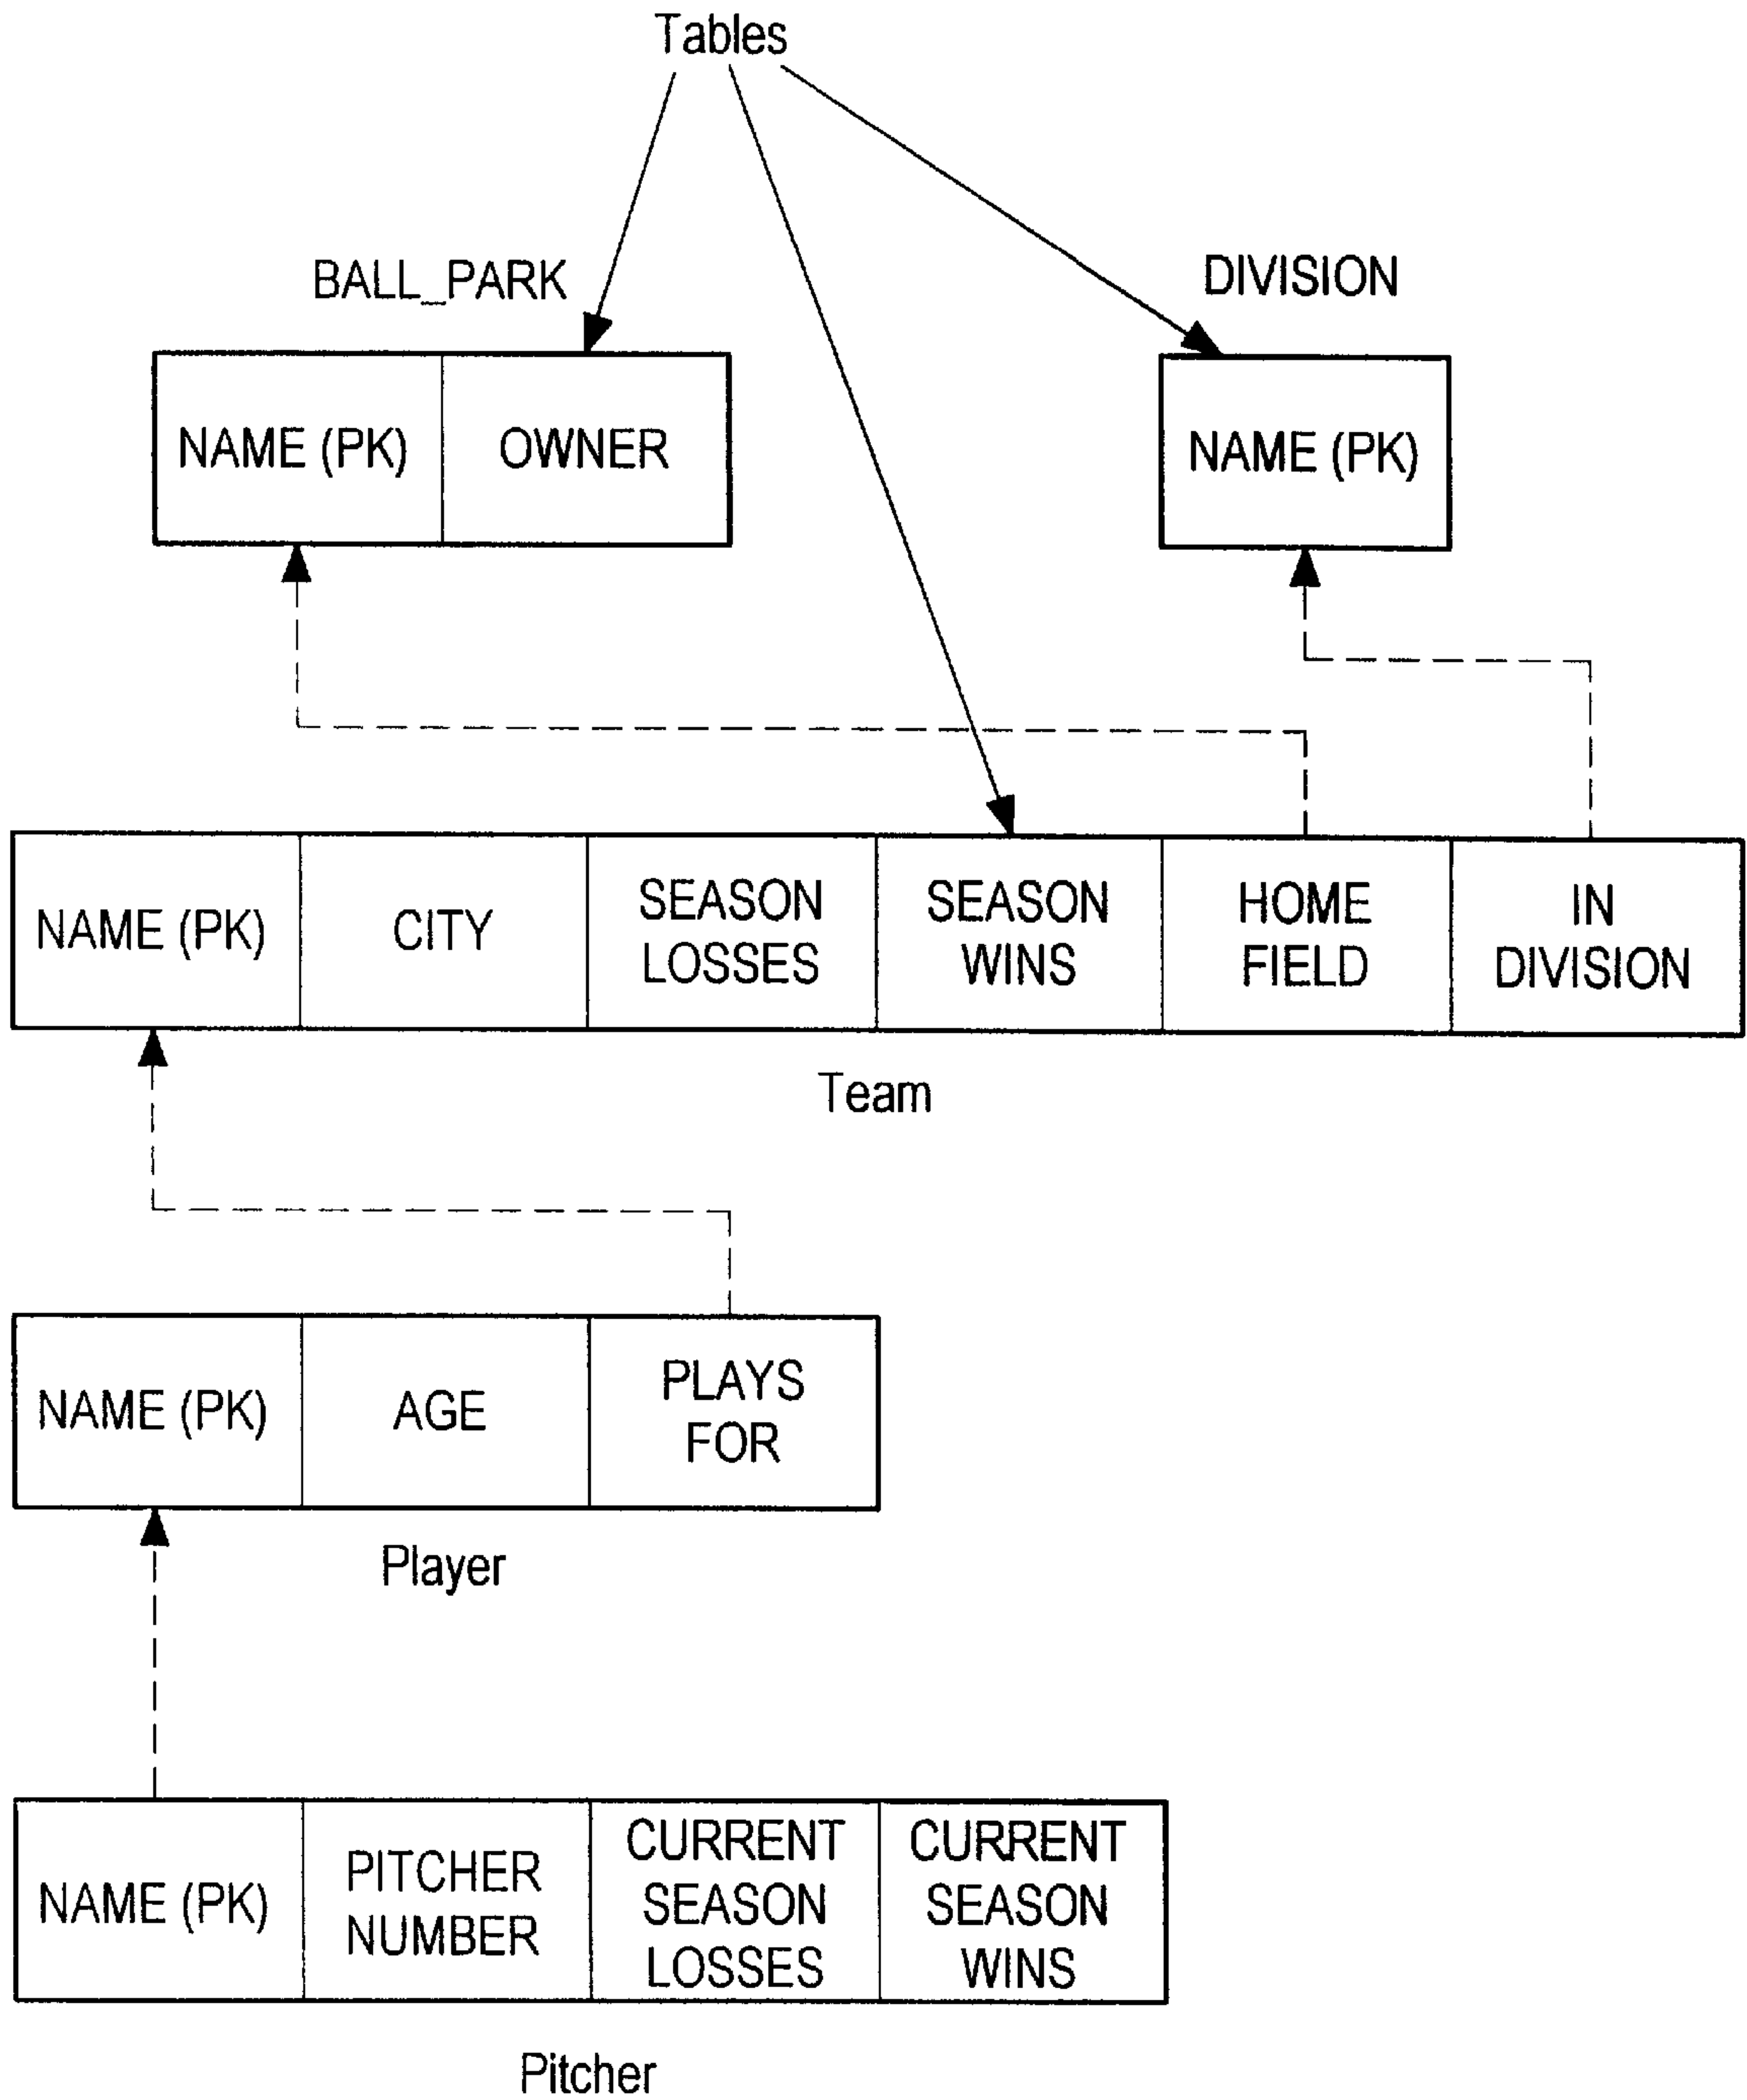 Tables
BALL_PARK
DIVISION
NAME (PK)
OWNER
NAME (PK)
NAME (PK)
CITY
SEASON
LOSSES
SEASON
WINS
HOME
FIELD
IN
DIVISION
Team
NAME (PK)
AGE
PLAYS
FOR
Player
NAME (PK)
PITCHER
NUMBER
CURRENT
SEASON
LOSSES
CURRENT
SEASON
WINS
Pitcher